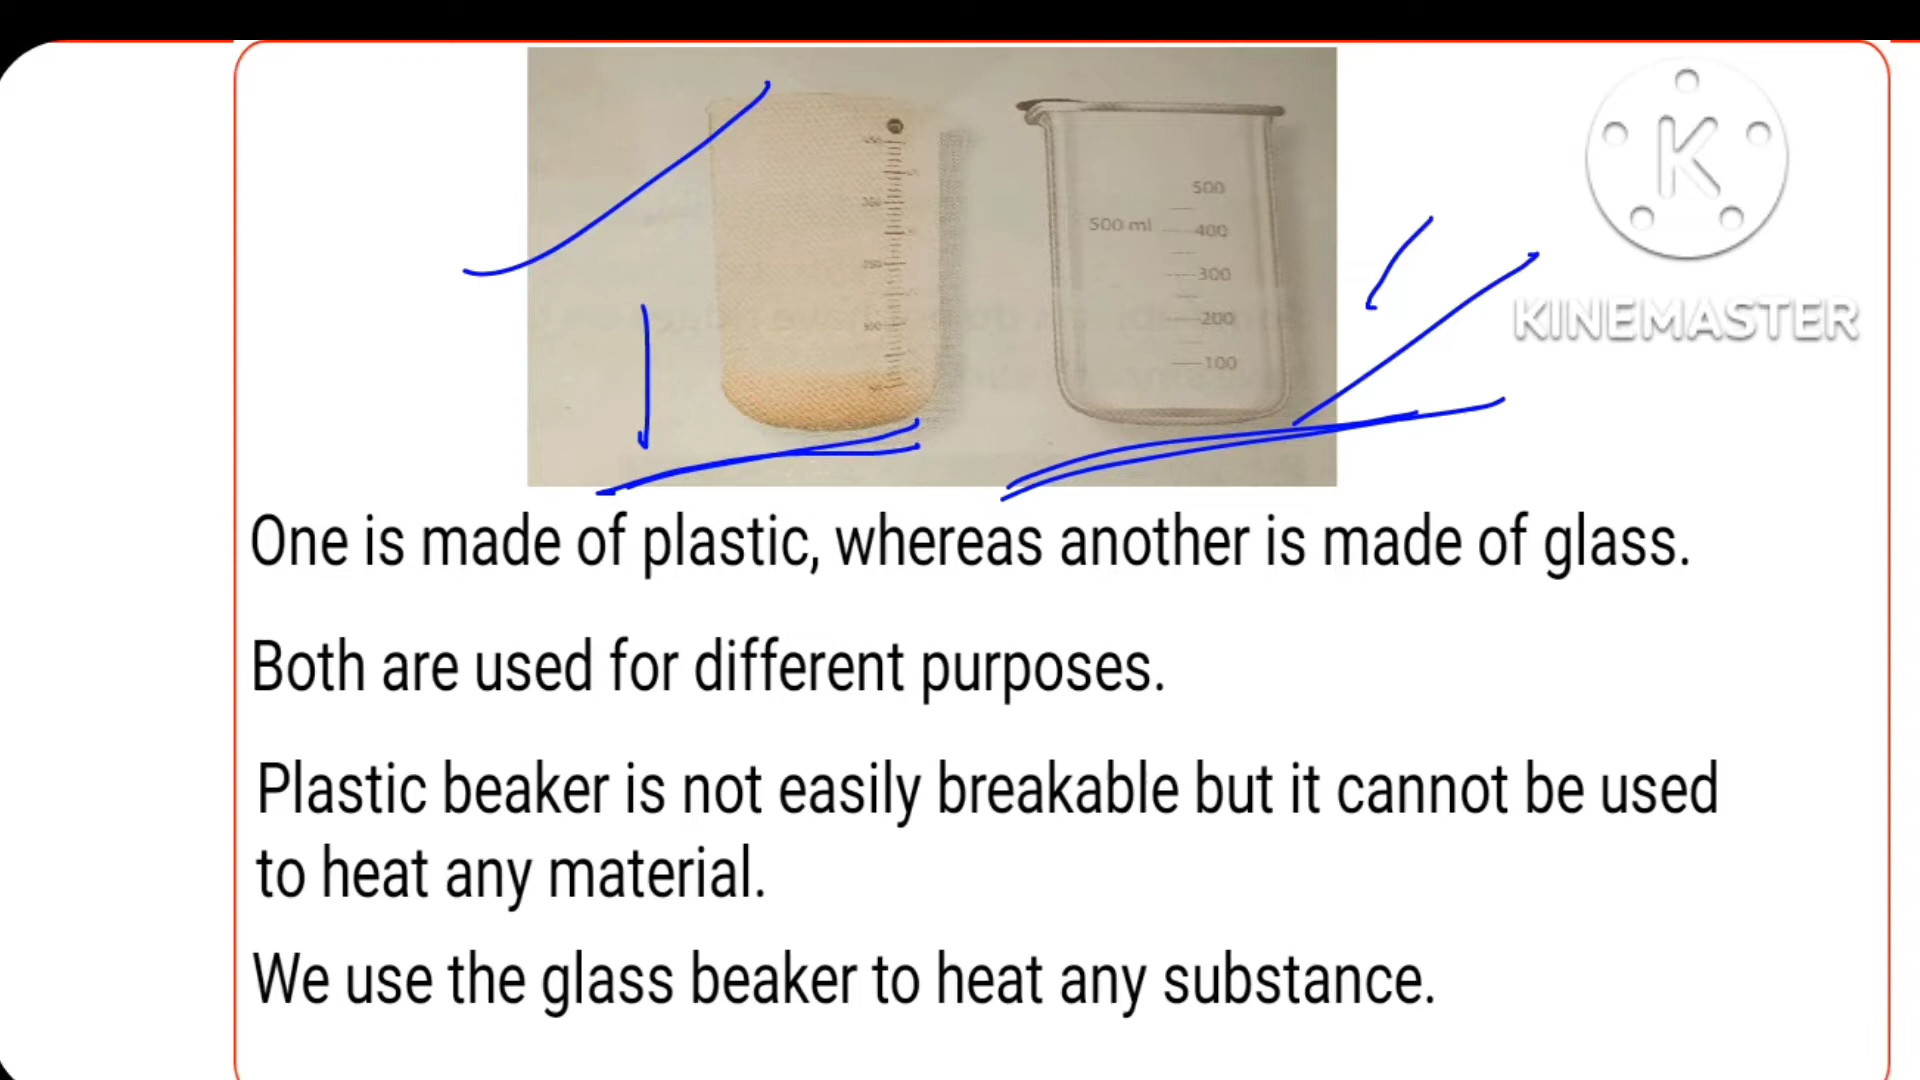 500
500 ml
400
300
200
100
K
KINEMASTER
One is made of plastic, whereas another is made of glass.
Both are used for different purposes.
Plastic beaker is not easily breakable but it cannot be used
to heat any material.
We use the glass beaker to heat any substance.